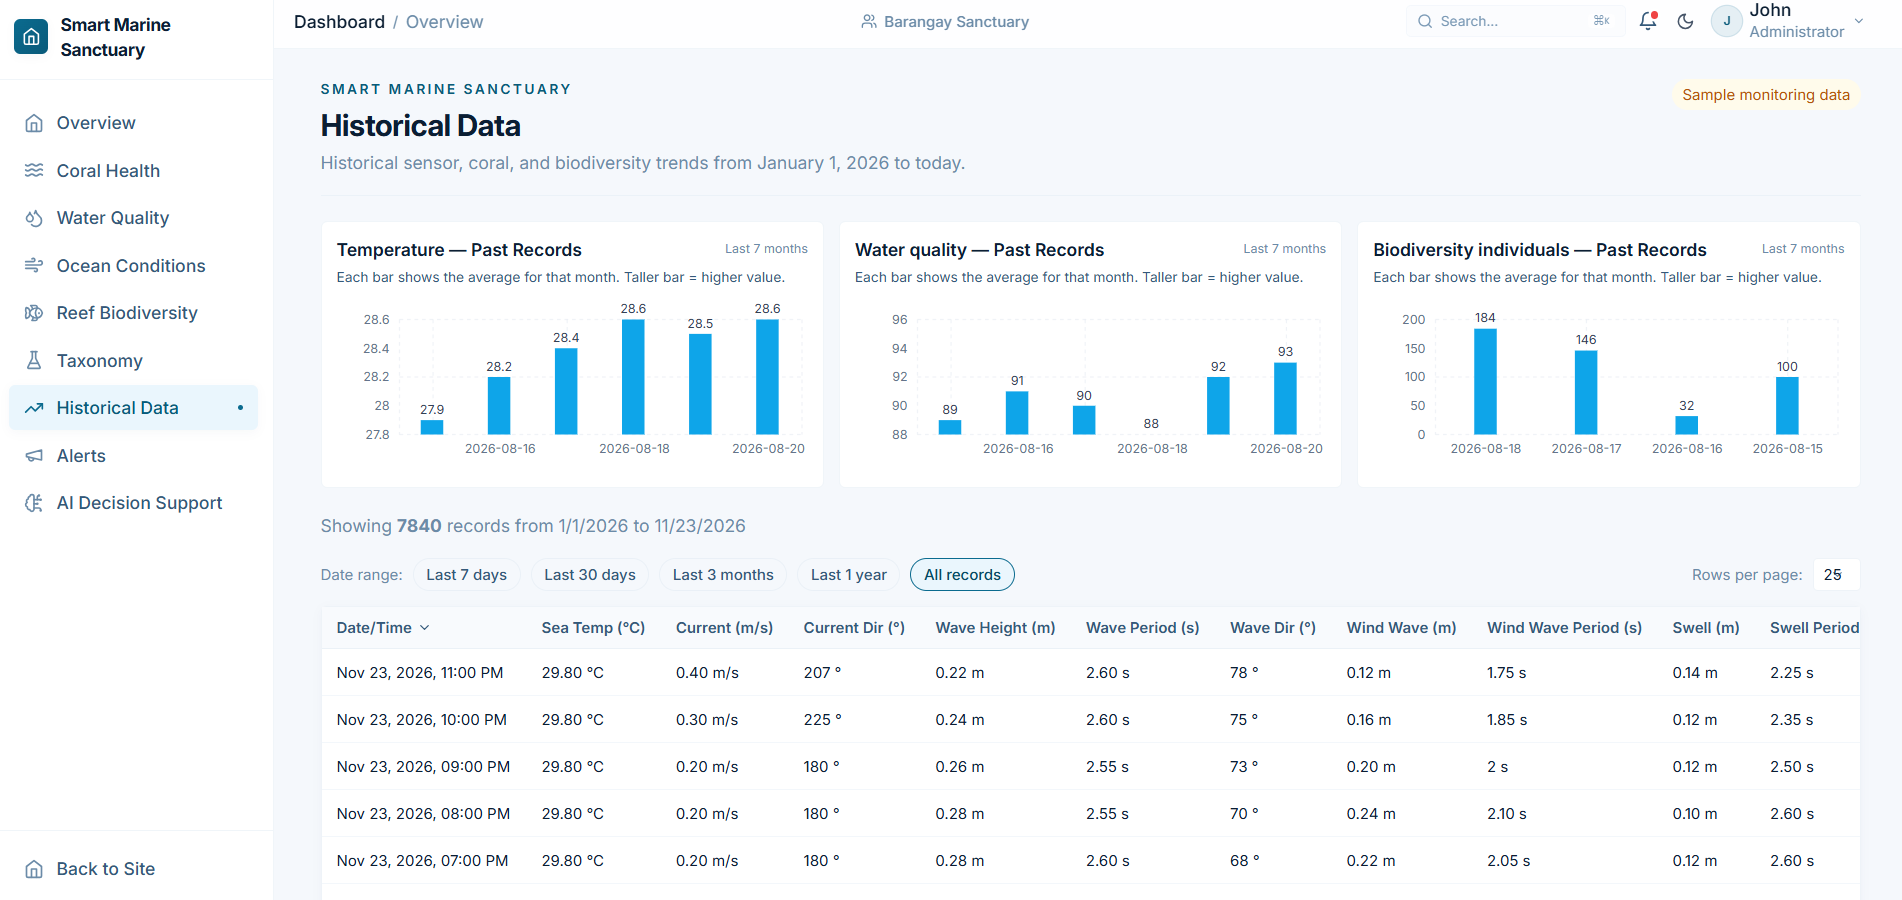 Smart Marine
Sanctuary
Dashboard / Overview
Barangay Sanctuary
Search...
⌘K
J
John
Administrator
Overview
Coral Health
Water Quality
Ocean Conditions
Reef Biodiversity
Taxonomy
Historical Data
Alerts
AI Decision Support
Back to Site
SMART MARINE SANCTUARY
Sample monitoring data
Historical Data
Historical sensor, coral, and biodiversity trends from January 1, 2026 to today.
Temperature — Past Records
Last 7 months
Each bar shows the average for that month. Taller bar = higher value.
28.6
28.4
28.2
28
27.8
27.9
28.2
28.4
28.6
28.5
28.6
2026-08-16
2026-08-18
2026-08-20
Water quality — Past Records
Last 7 months
Each bar shows the average for that month. Taller bar = higher value.
96
94
92
90
88
89
91
90
88
92
93
2026-08-16
2026-08-18
2026-08-20
Biodiversity individuals — Past Records
Last 7 months
Each bar shows the average for that month. Taller bar = higher value.
200
150
100
50
0
184
146
32
100
2026-08-18
2026-08-17
2026-08-16
2026-08-15
Showing 7840 records from 1/1/2026 to 11/23/2026
Date range: Last 7 days Last 30 days Last 3 months Last 1 year All records
Rows per page: 25
Date/Time Sea Temp (°C) Current (m/s) Current Dir (°) Wave Height (m) Wave Period (s) Wave Dir (°) Wind Wave (m) Wind Wave Period (s) Swell (m) Swell Period
Nov 23, 2026, 11:00 PM 29.80 °C 0.40 m/s 207 ° 0.22 m 2.60 s 78 ° 0.12 m 1.75 s 0.14 m 2.25 s
Nov 23, 2026, 10:00 PM 29.80 °C 0.30 m/s 225 ° 0.24 m 2.60 s 75 ° 0.16 m 1.85 s 0.12 m 2.35 s
Nov 23, 2026, 09:00 PM 29.80 °C 0.20 m/s 180 ° 0.26 m 2.55 s 73 ° 0.20 m 2 s 0.12 m 2.50 s
Nov 23, 2026, 08:00 PM 29.80 °C 0.20 m/s 180 ° 0.28 m 2.55 s 70 ° 0.24 m 2.10 s 0.10 m 2.60 s
Nov 23, 2026, 07:00 PM 29.80 °C 0.20 m/s 180 ° 0.28 m 2.60 s 68 ° 0.22 m 2.05 s 0.12 m 2.60 s